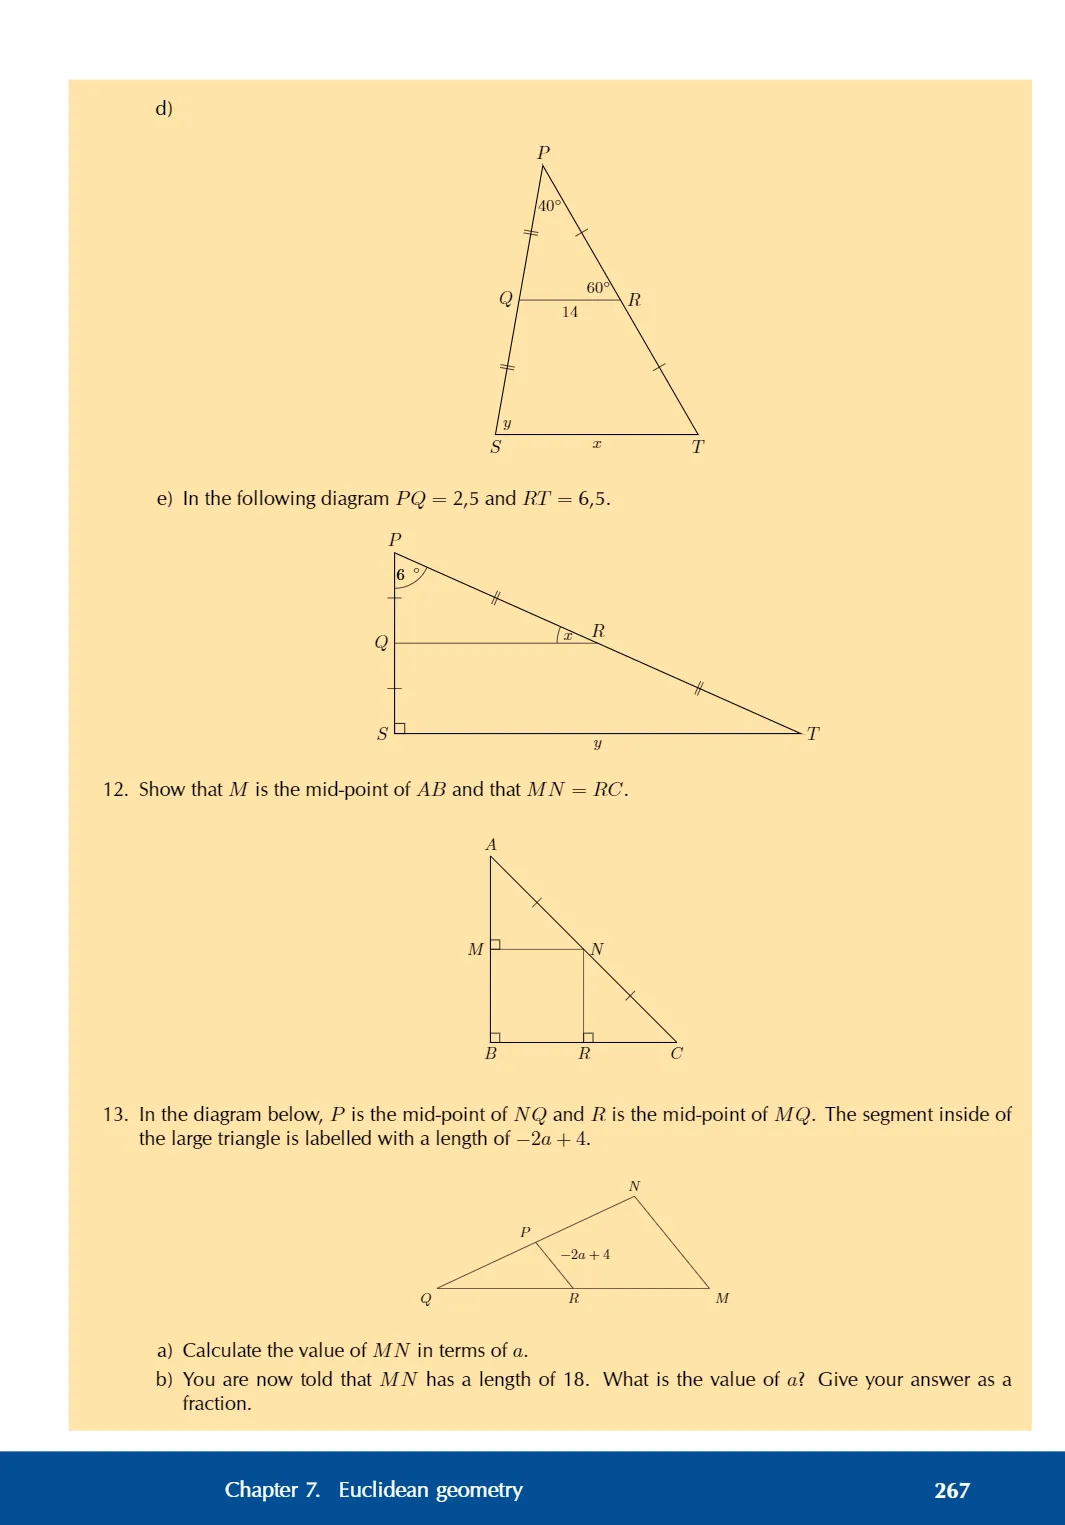 d)
P
40°
60°
Q
R
14
y
S
x
T
e) In the following diagram PQ = 2,5 and RT = 6,5.
P
6 °
x
R
Q
S
y
T
12. Show that M is the mid-point of AB and that MN = RC.
A
M
N
B
R
C
13. In the diagram below, P is the mid-point of NQ and R is the mid-point of MQ. The segment inside of
the large triangle is labelled with a length of −2a + 4.
N
P
−2a + 4
Q
R
M
a) Calculate the value of MN in terms of a.
b) You are now told that MN has a length of 18. What is the value of a? Give your answer as a
fraction.
Chapter 7. Euclidean geometry
267